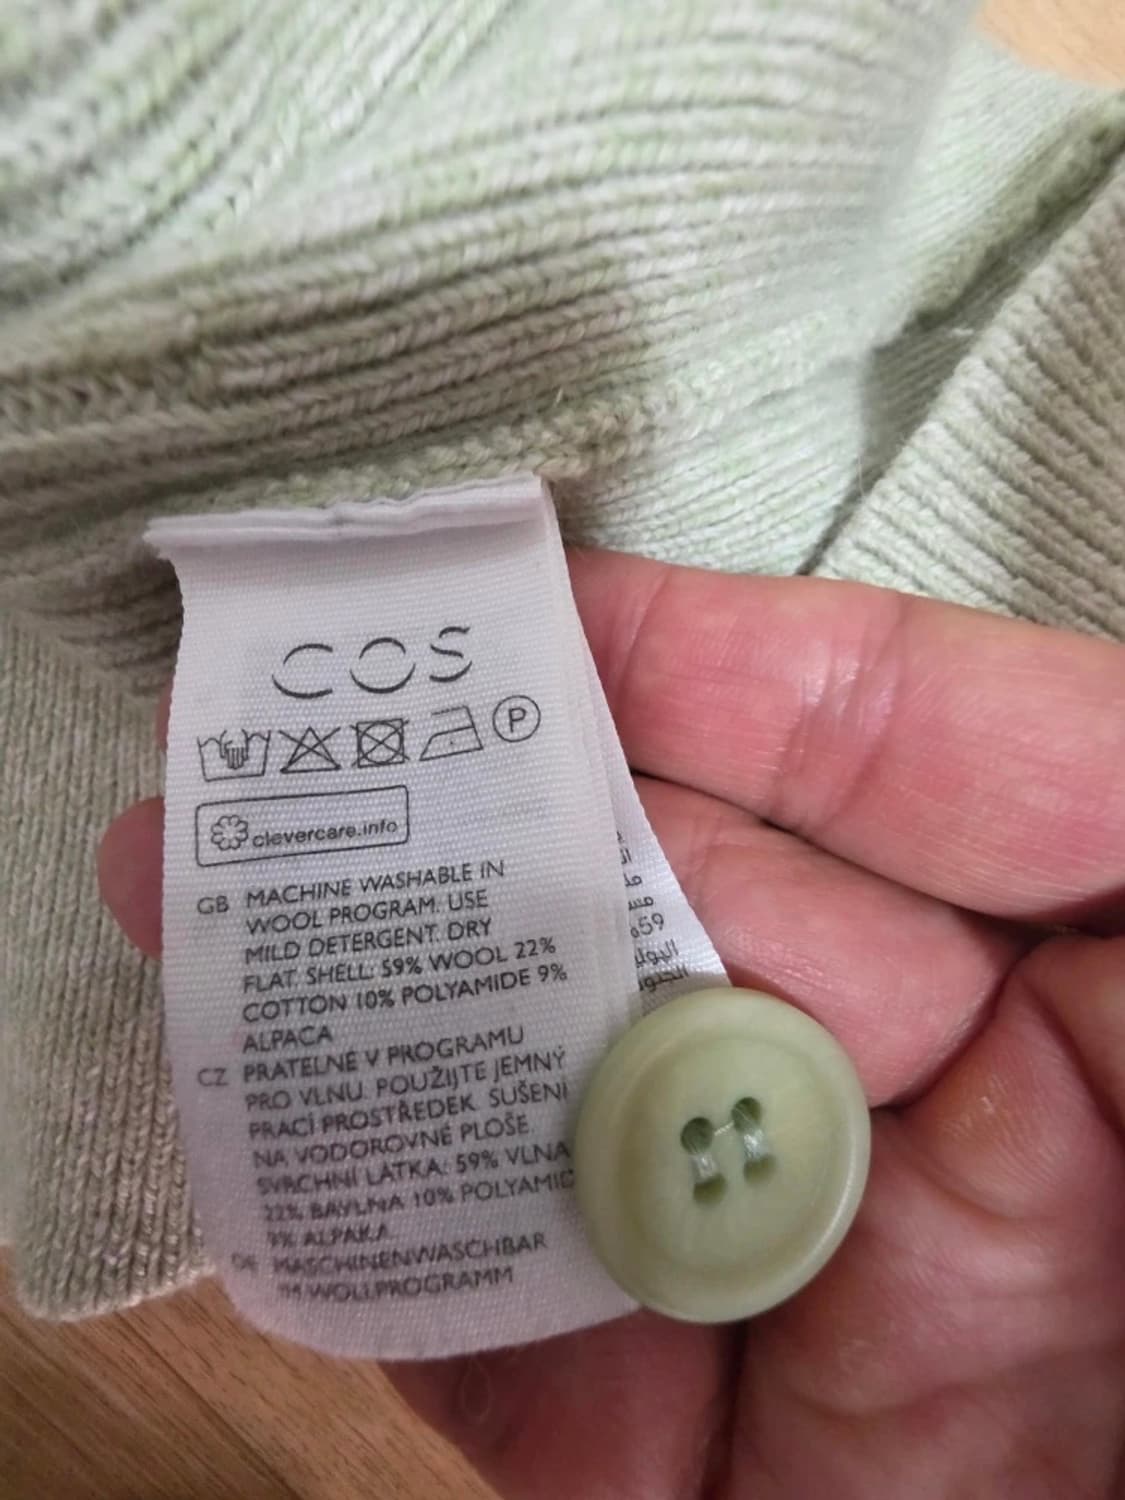 COS
P
clevercare.info
GB MACHINE WASHABLE IN
WOOL PROGRAM. USE
MILD DETERGENT. DRY
FLAT. SHELL: 59% WOOL 22%
COTTON 10% POLYAMIDE 9%
ALPACA
CZ PRATELNÉ V PROGRAMU
PRO VLNU. POUŽIJTE JEMNÝ
PRACÍ PROSTŘEDEK. SUŠENÍ
NA VODOROVNÉ PLOŠE.
SVRCHNÍ LÁTKA: 59% VLNA
22% BAVLNA 10% POLYAMID
9% ALPAKA
DE MASCHINENWASCHBAR
IM WOLLPROGRAMM
59